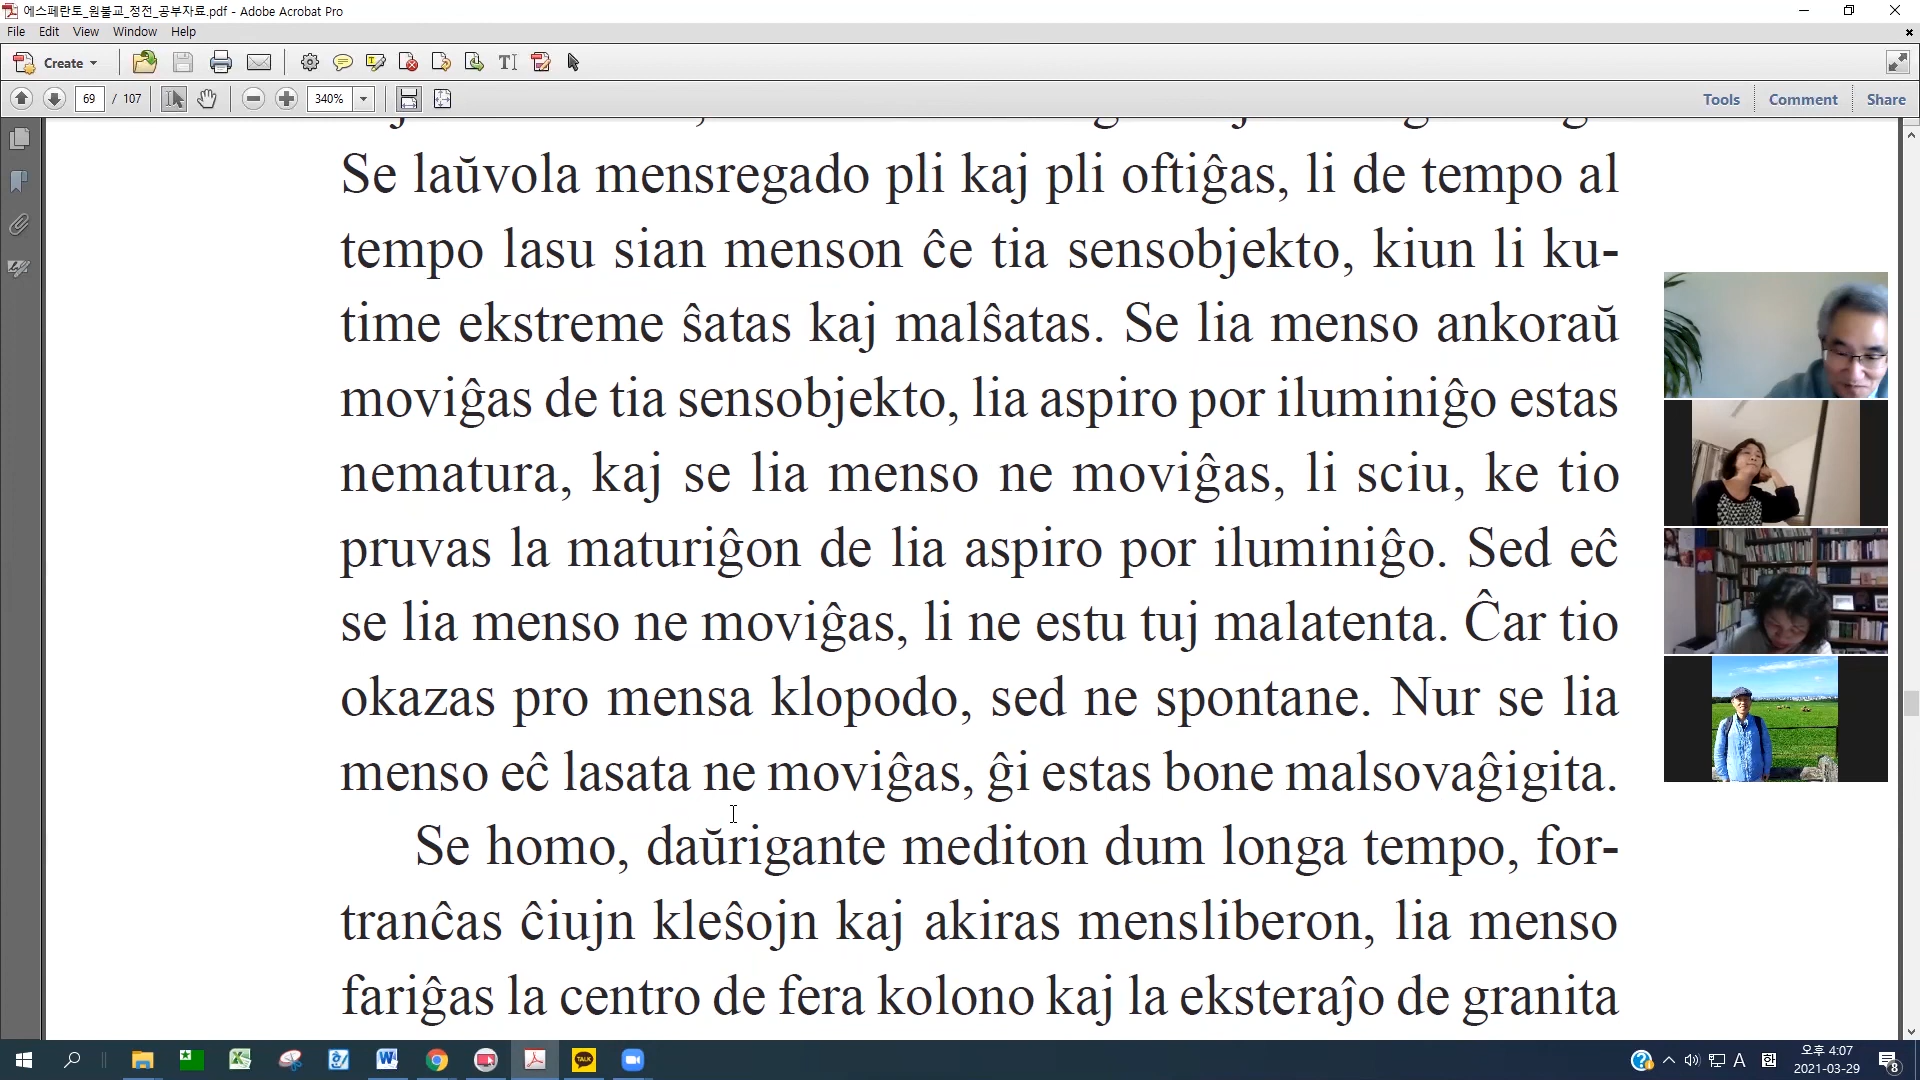 에스페란토_원불교_정전_공부자료.pdf - Adobe Acrobat Pro
File Edit View Window Help
Create
69 / 107 340% Tools Comment Share
Se laŭvola mensregado pli kaj pli oftiĝas, li de tempo al
tempo lasu sian menson ĉe tia sensobjekto, kiun li ku-
time ekstreme ŝatas kaj malŝatas. Se lia menso ankoraŭ
moviĝas de tia sensobjekto, lia aspiro por iluminiĝo estas
nematura, kaj se lia menso ne moviĝas, li sciu, ke tio
pruvas la maturiĝon de lia aspiro por iluminiĝo. Sed eĉ
se lia menso ne moviĝas, li ne estu tuj malatenta. Ĉar tio
okazas pro mensa klopodo, sed ne spontane. Nur se lia
menso eĉ lasata ne moviĝas, ĝi estas bone malsovaĝigita.
Se homo, daŭrigante mediton dum longa tempo, for-
tranĉas ĉiujn kleŝojn kaj akiras mensliberon, lia menso
fariĝas la centro de fera kolono kaj la eksteraĵo de granita
TALK
A 한 오후 4:07
2021-03-29
8